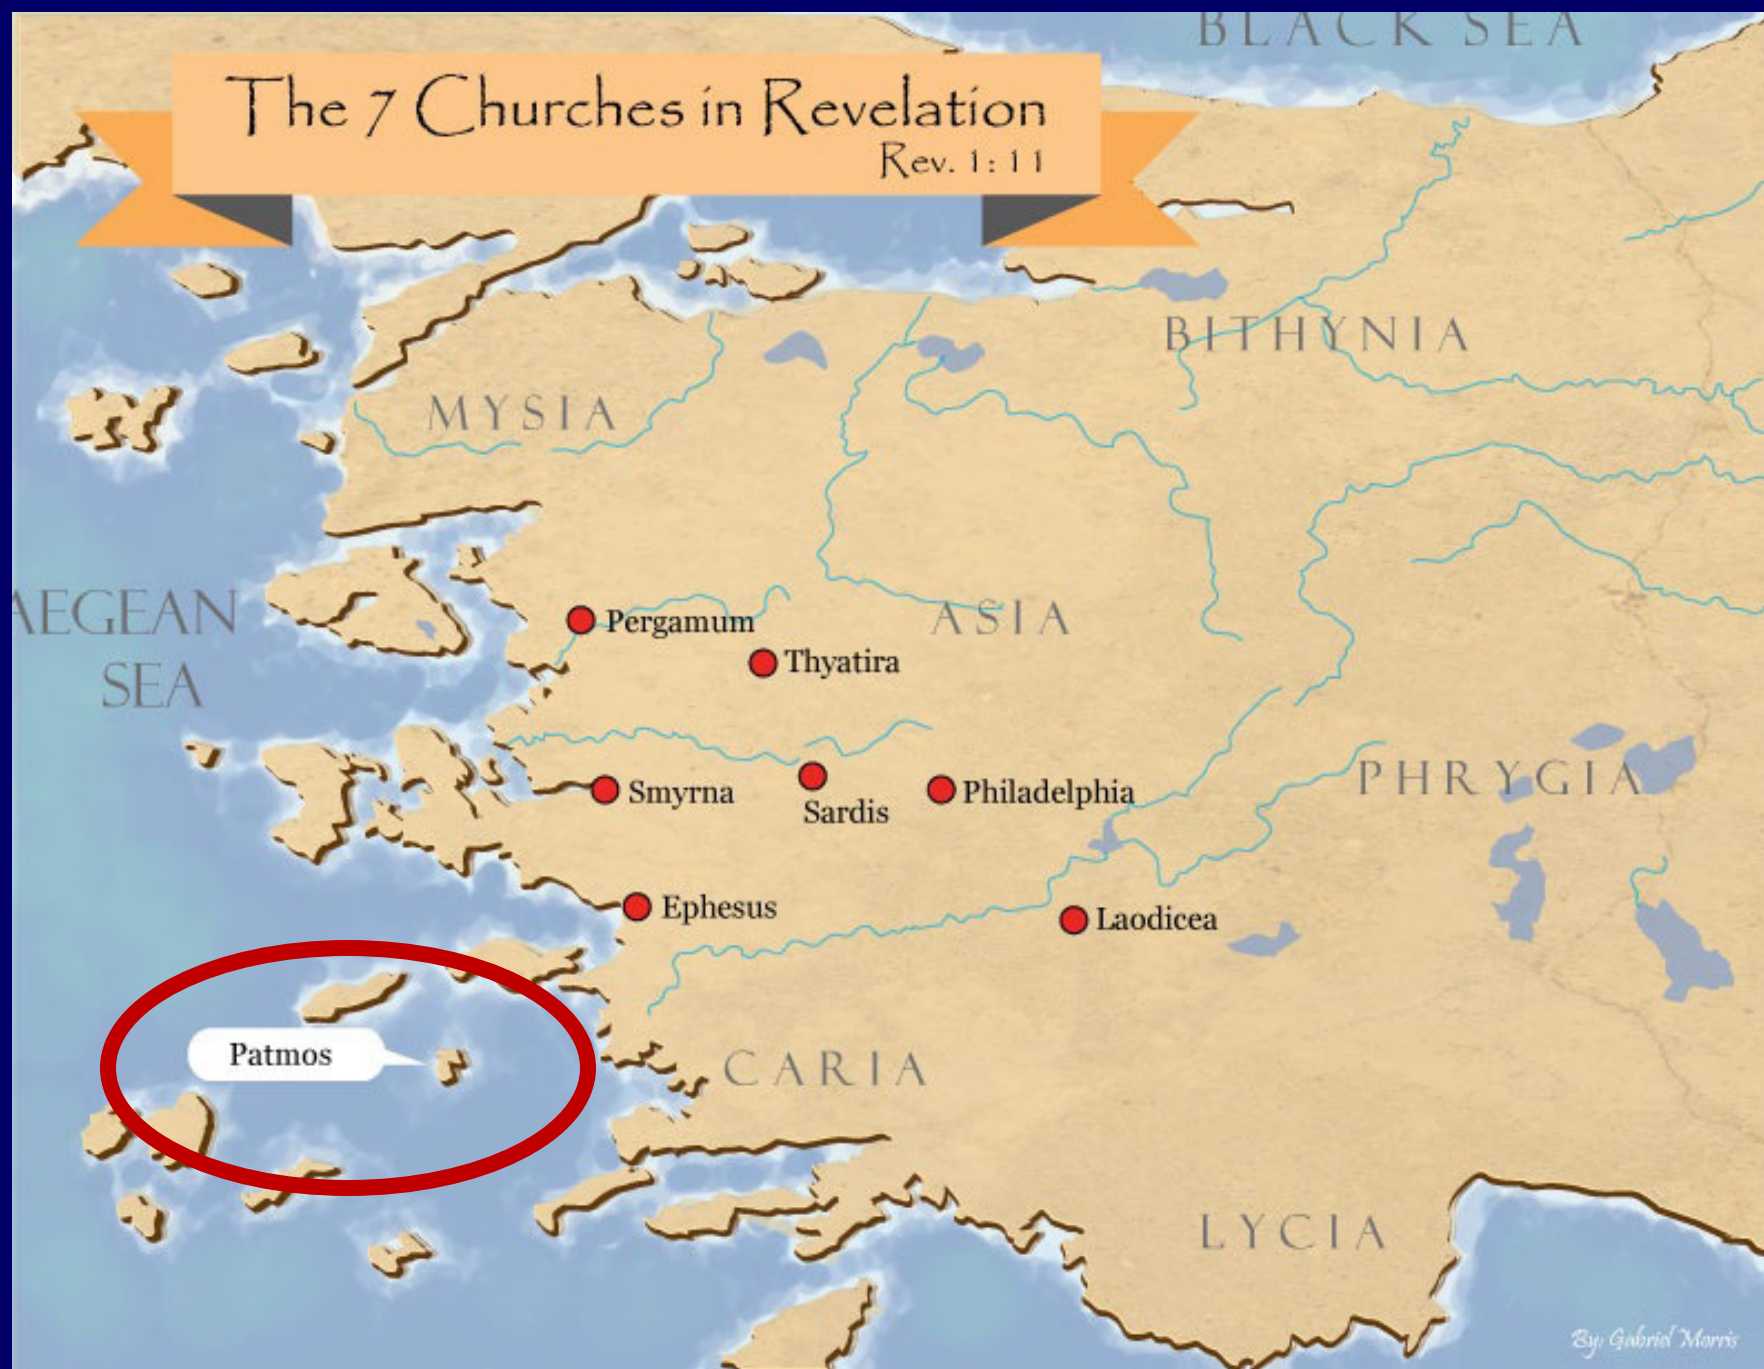 BLACK SEA
The 7 Churches in Revelation
Rev. 1:11
BITHYNIA
MYSIA
AEGEAN
SEA
ASIA
Pergamum
Thyatira
PHRYGIA
Smyrna
Sardis
Philadelphia
Ephesus
Laodicea
Patmos
CARIA
LYCIA
By: Gabriel Morris